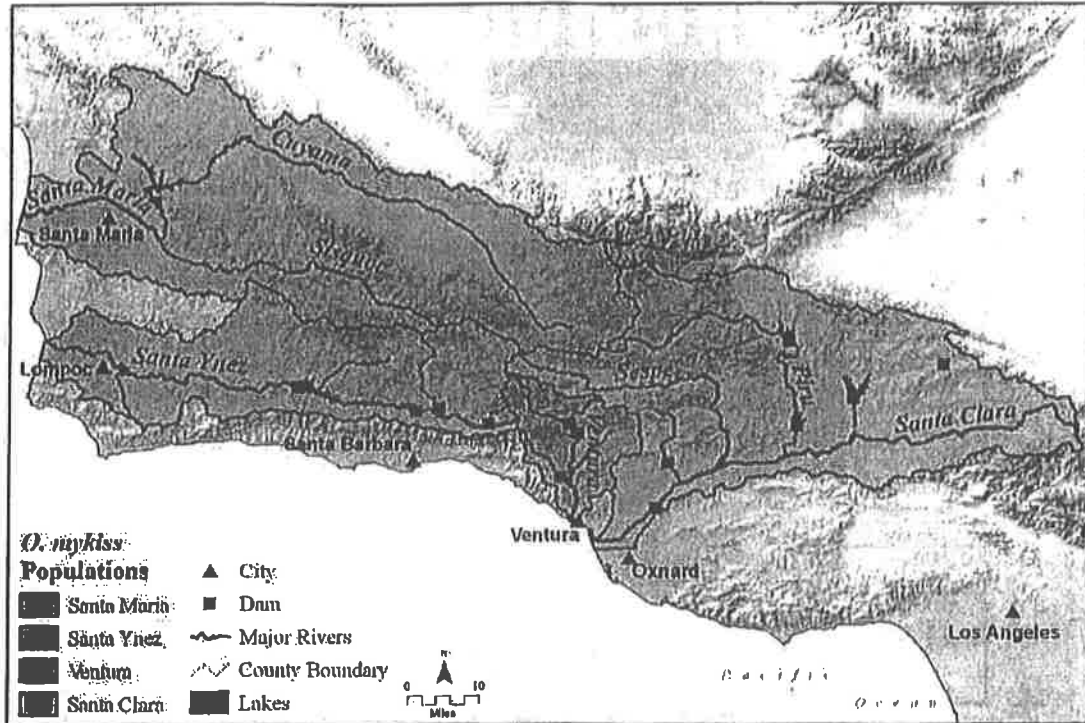 Cuyama
Santa Maria
Santa Maria
Sisquoc
Santa Ynez
Lompoc
Sespe
Santa Clara
Santa Barbara
Ventura
Oxnard
Los Angeles
O. mykiss
Populations
Santa Maria
Santa Ynez
Ventura
Santa Clara
City
Dam
Major Rivers
County Boundary
Lakes
N
0 10
Miles
Pacific
Ocean